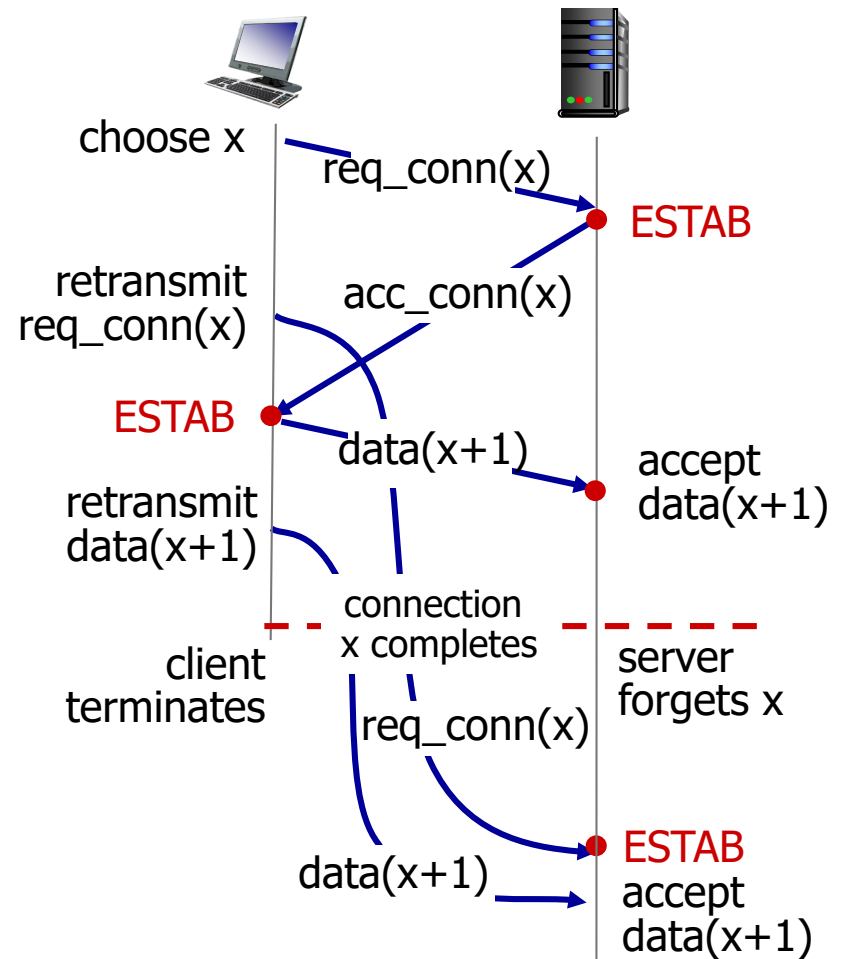 choose x
req_conn(x)
ESTAB
retransmit
req_conn(x)
acc_conn(x)
ESTAB
data(x+1)
accept
data(x+1)
retransmit
data(x+1)
connection
x completes
client
terminates
server
forgets x
req_conn(x)
data(x+1)
ESTAB
accept
data(x+1)